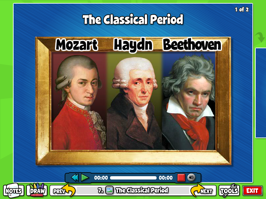 1 of 2
The Classical Period
Mozart Haydn Beethoven
00:00 00:00
NOTES DRAW PREV 7. The Classical Period NEXT TOOLS EXIT